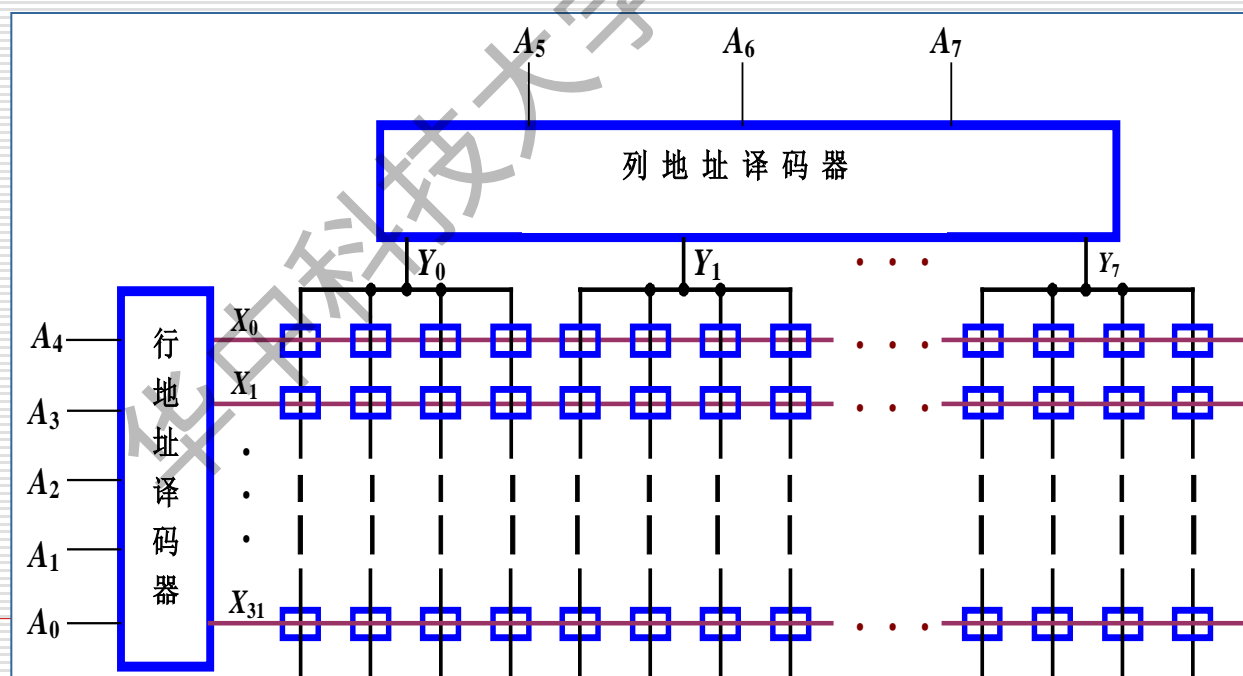 A5 A6 A7
列地址译码器
Y0 Y1 . . . Y7
行地址译码器
A4 X0 . . .
A3 X1 . . .
A2
A1
A0 X31 . . .
华中科技大学